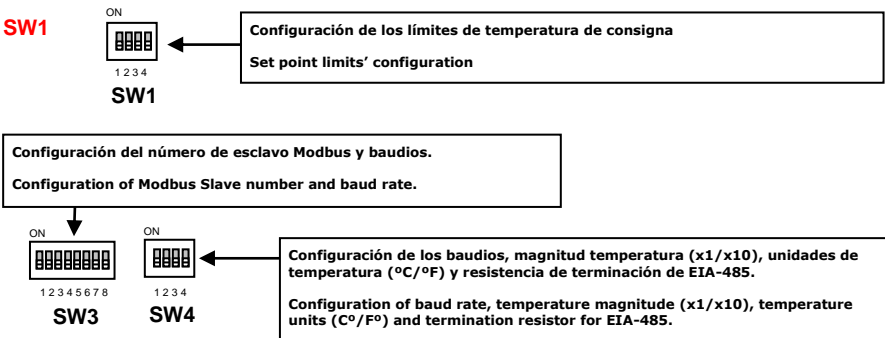 SW1
ON
1 2 3 4
SW1
Configuración de los límites de temperatura de consigna
Set point limits' configuration
Configuración del número de esclavo Modbus y baudios.
Configuration of Modbus Slave number and baud rate.
ON
1 2 3 4 5 6 7 8
SW3
ON
1 2 3 4
SW4
Configuración de los baudios, magnitud temperatura (x1/x10), unidades de
temperatura (ºC/ºF) y resistencia de terminación de EIA-485.
Configuration of baud rate, temperature magnitude (x1/x10), temperature
units (Cº/Fº) and termination resistor for EIA-485.